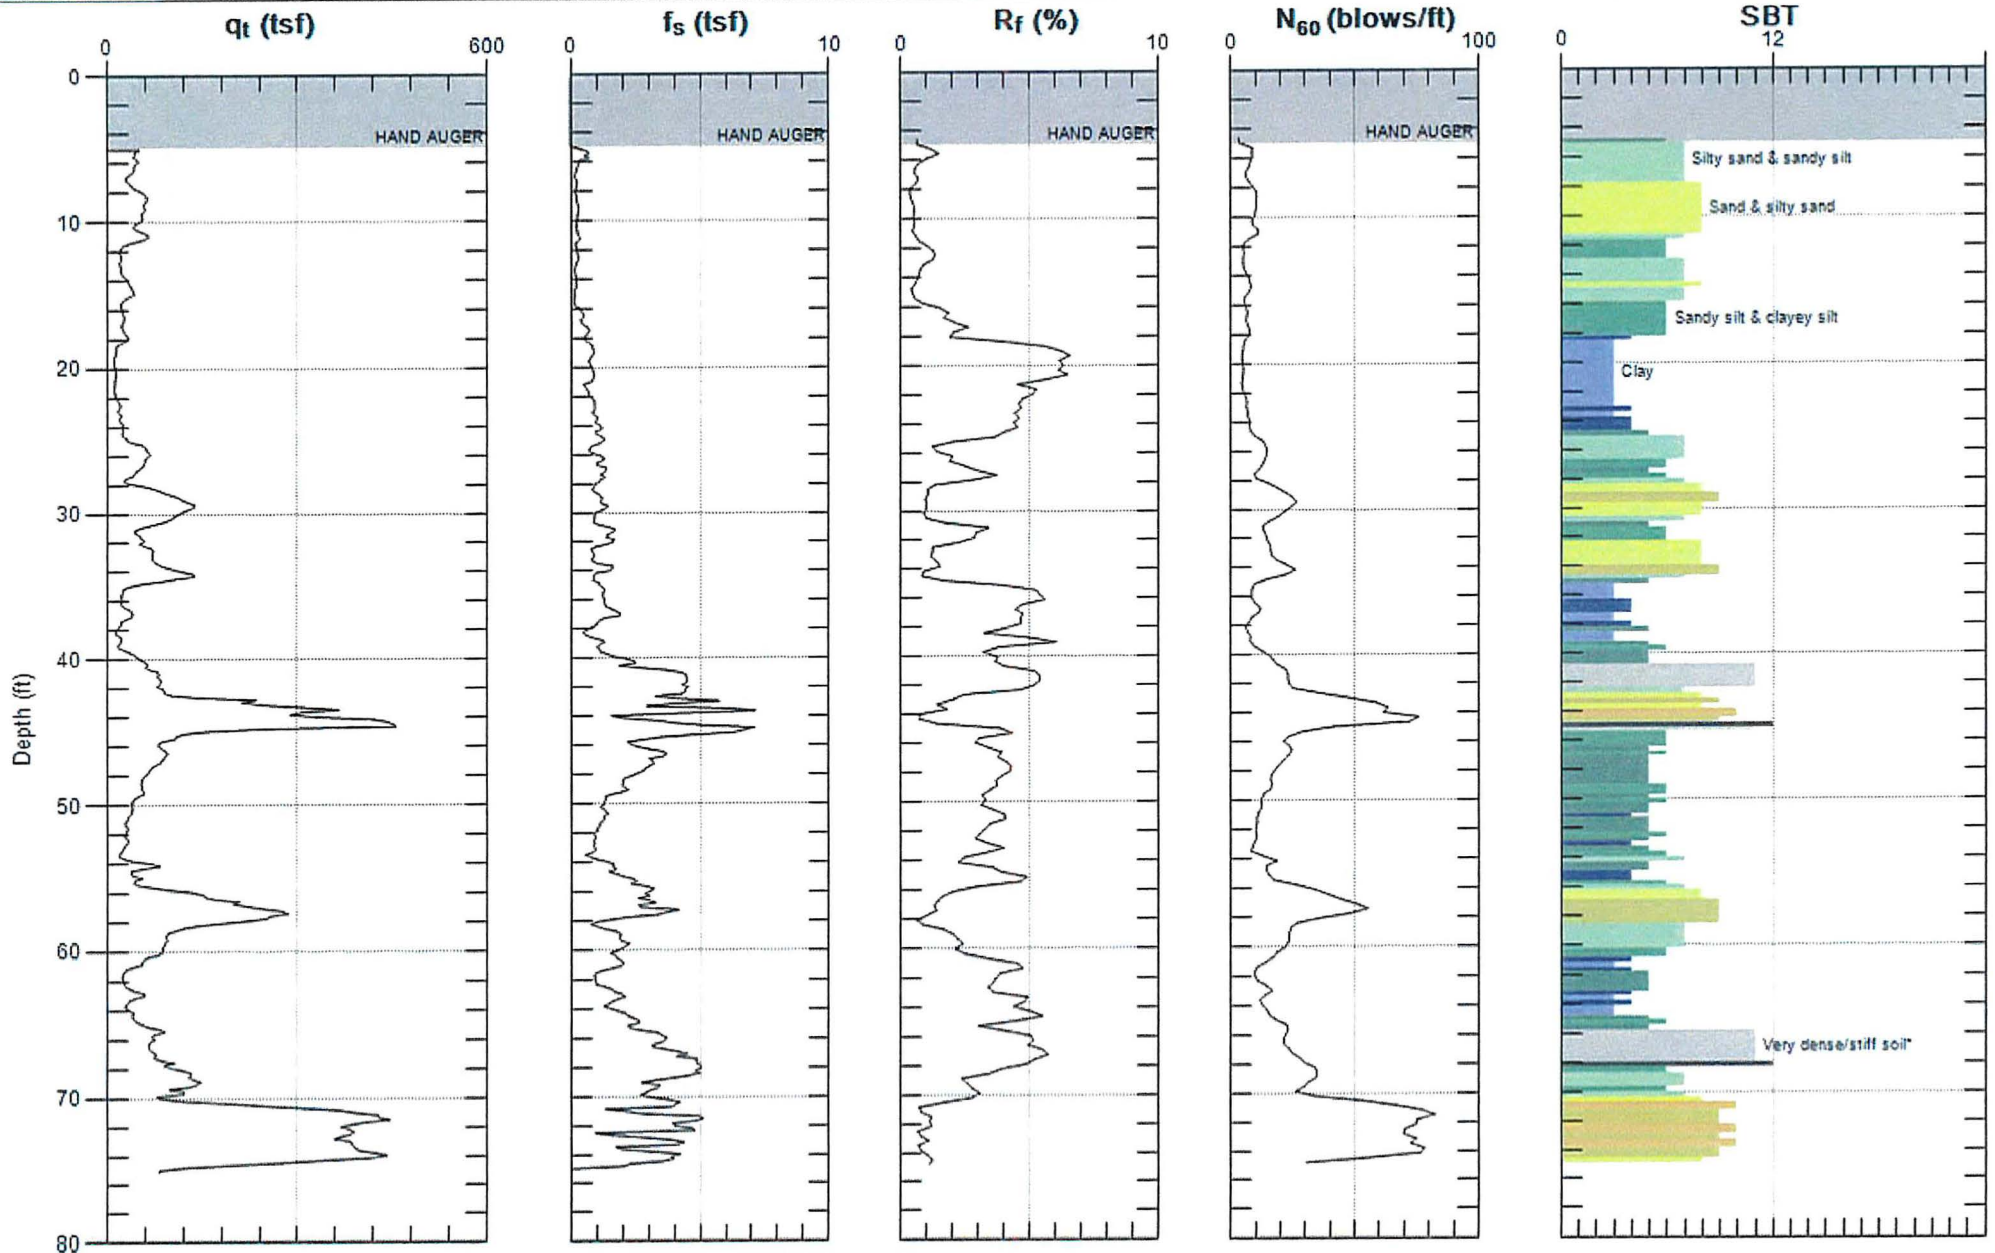 qt (tsf)
fs (tsf)
Rf (%)
N60 (blows/ft)
SBT
0 600
0 10
0 10
0 100
0 12
0
HAND AUGER
HAND AUGER
HAND AUGER
HAND AUGER
Silty sand & sandy silt
Sand & silty sand
10
Sandy silt & clayey silt
20
Clay
30
40
Depth (ft)
50
60
Very dense/stiff soil*
70
80